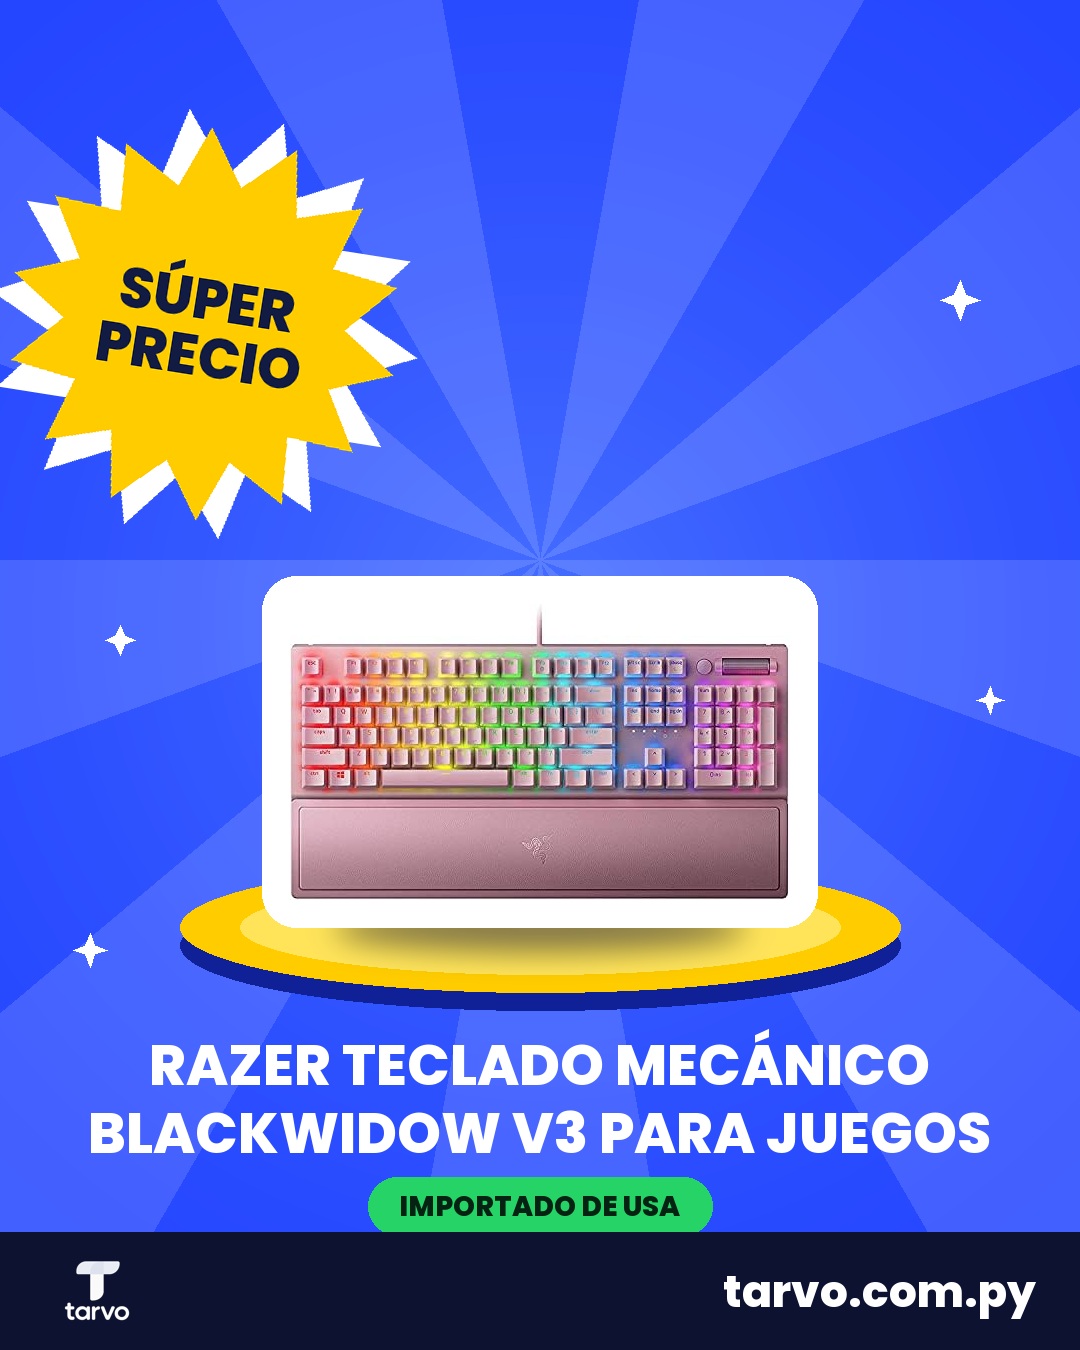 SÚPER
PRECIO
RAZER TECLADO MECÁNICO
BLACKWIDOW V3 PARA JUEGOS
IMPORTADO DE USA
tarvo
tarvo.com.py